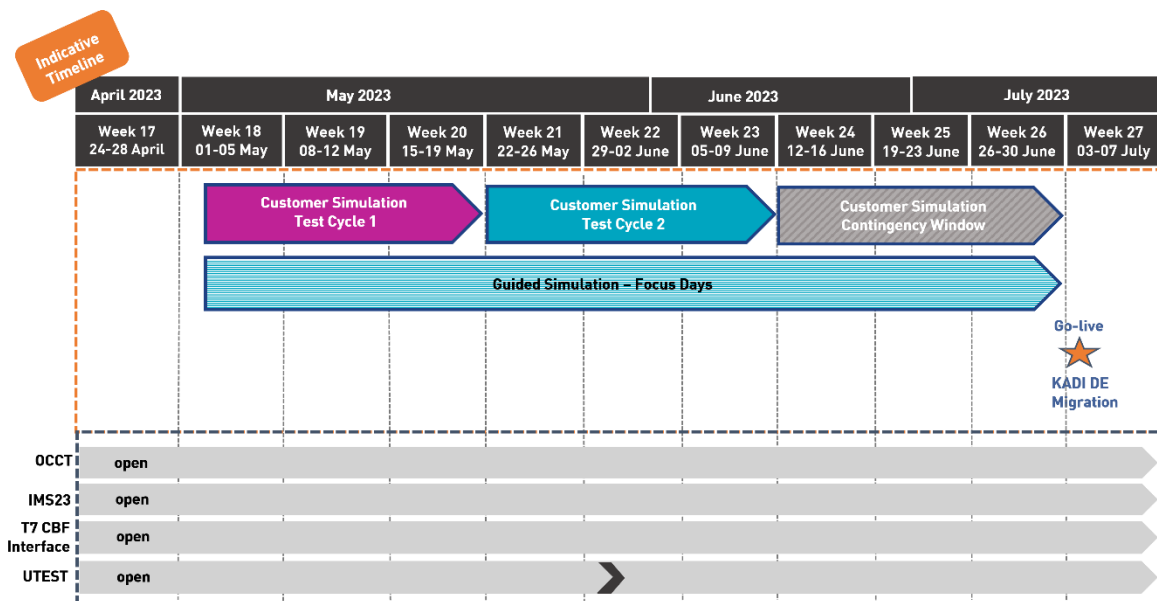 Indicative
Timeline
April 2023
May 2023
June 2023
July 2023
Week 17
24-28 April
Week 18
01-05 May
Week 19
08-12 May
Week 20
15-19 May
Week 21
22-26 May
Week 22
29-02 June
Week 23
05-09 June
Week 24
12-16 June
Week 25
19-23 June
Week 26
26-30 June
Week 27
03-07 July
Customer Simulation
Test Cycle 1
Customer Simulation
Test Cycle 2
Customer Simulation
Contingency Window
Guided Simulation – Focus Days
Go-live
KADI DE
Migration
OCCT
open
IMS23
open
T7 CBF
Interface
open
UTEST
open